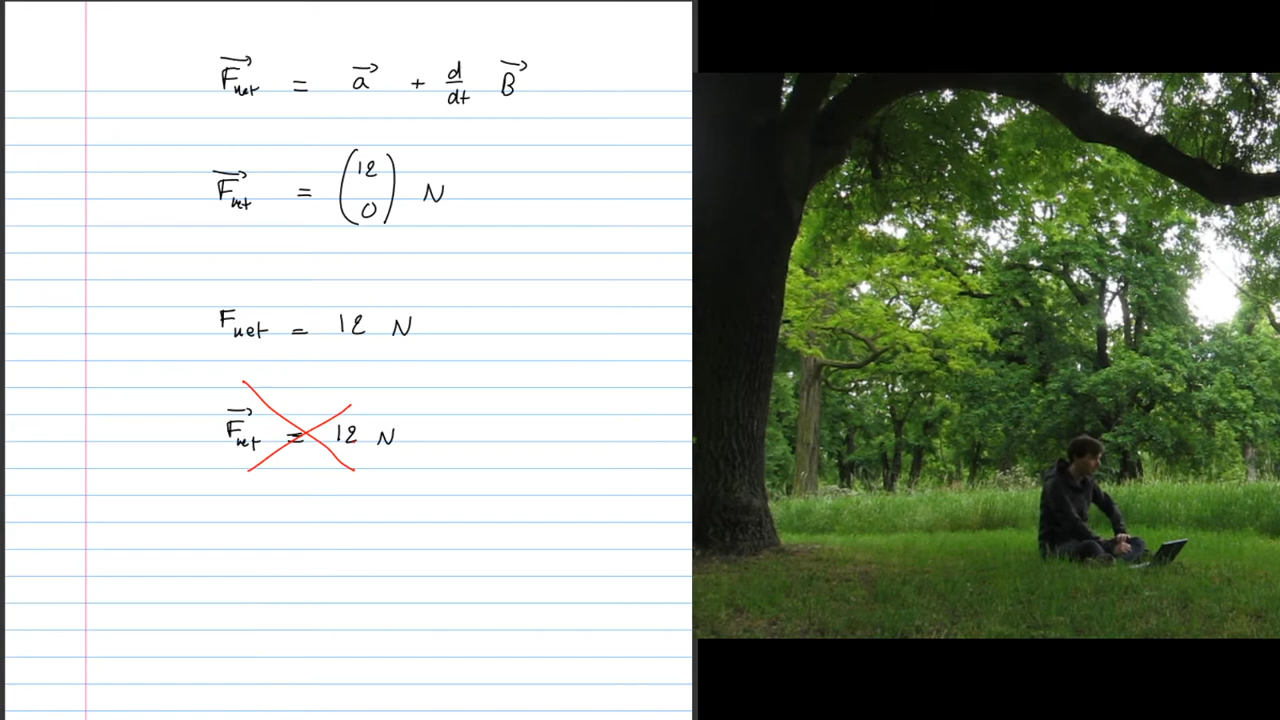 F⃗net = a⃗ + d/dt B⃗
F⃗net = (12 0) N
Fnet = 12 N
F⃗net = 12 N